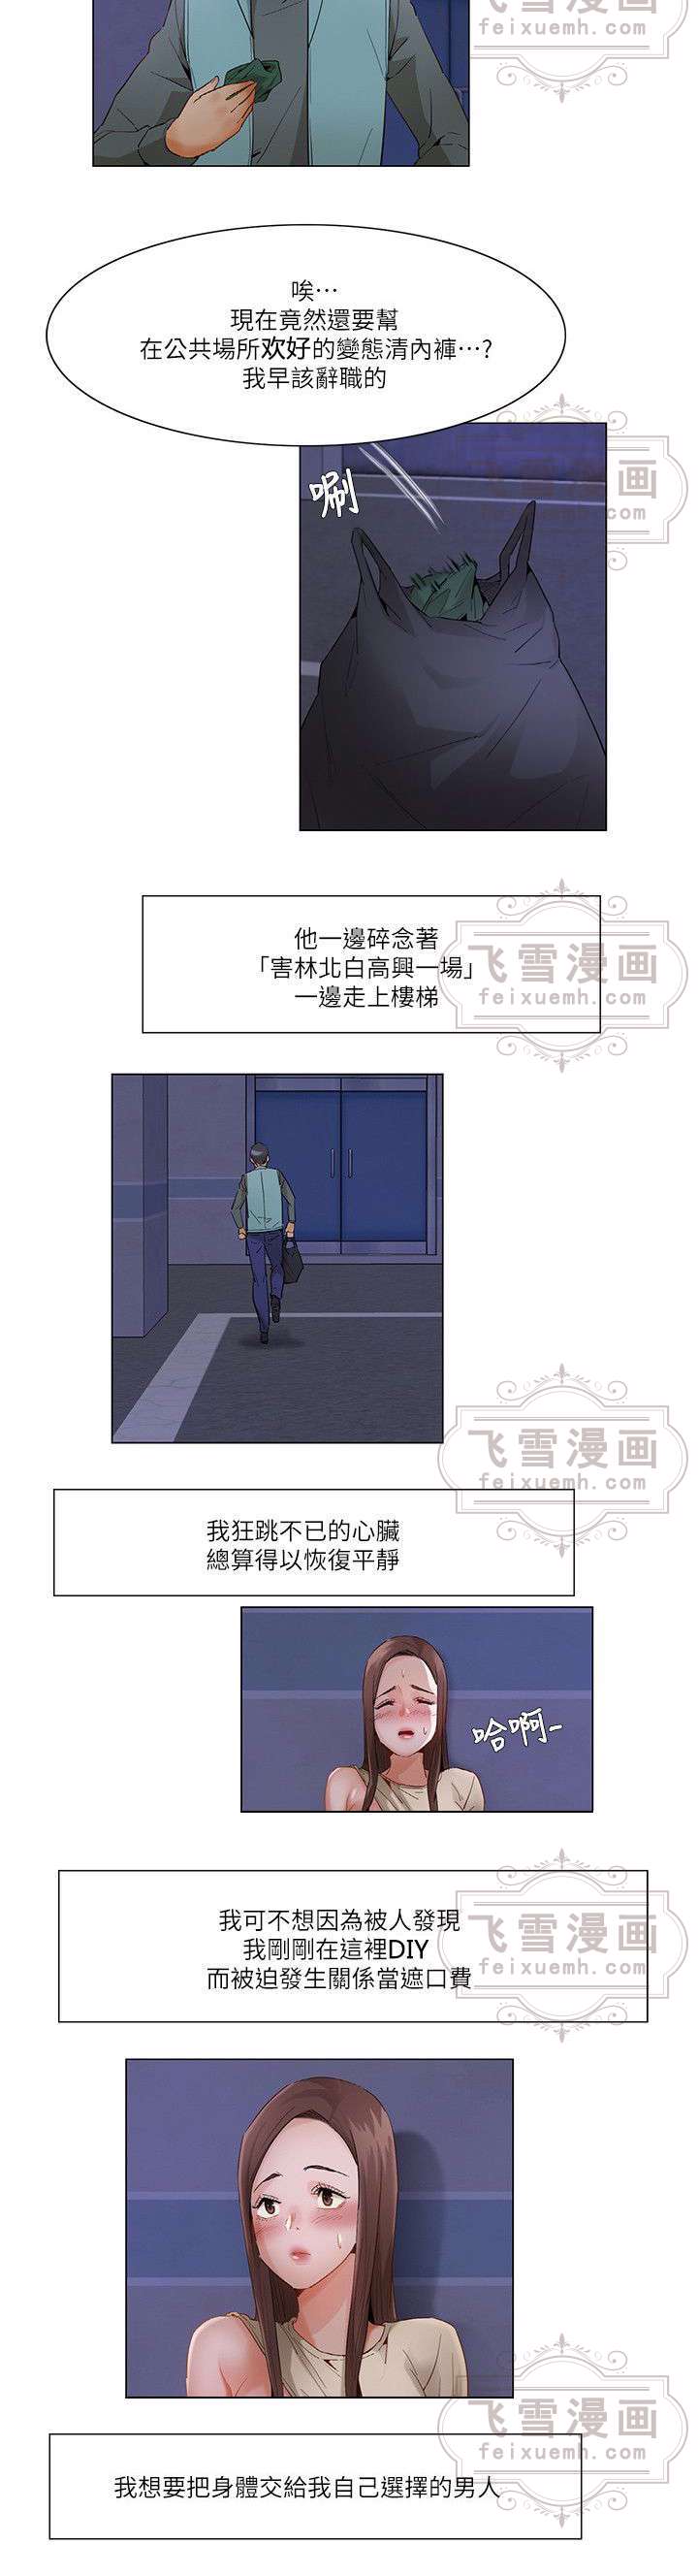 飞雪漫画
feixuemh.com
唉⋯
現在竟然還要幫
在公共場所欢好的變態清內褲⋯?
我早該辭職的
飞雪漫画
feixuemh.com
唰
他一邊碎念著
「害林北白高興一場」
一邊走上樓梯
飞雪漫画
feixuemh.com
飞雪漫画
feixuemh.com
我狂跳不已的心臟
總算得以恢復平靜
哈啊~
我可不想因為被人發現
我剛剛在這裡DIY
而被迫發生關係當遮口費
飞雪漫画
feixuemh.com
飞雪漫画
feixuemh.com
我想要把身體交給我自己選擇的男人